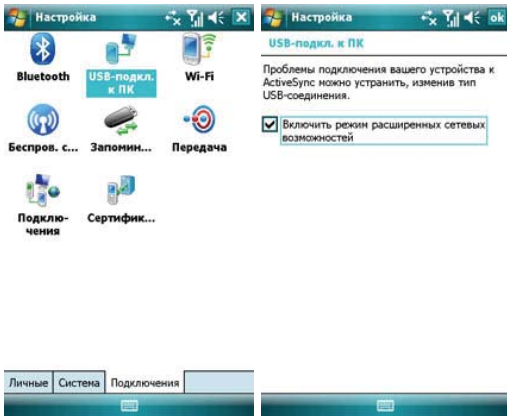 Настройка
Bluetooth
USB-подкл.
к ПК
Wi-Fi
Беспров. с...
Запомин...
Передача
Подклю-
чения
Сертифик...
Личные
Система
Подключения
Настройка
ok
USB-подкл. к ПК
Проблемы подключения вашего устройства к
ActiveSync можно устранить, изменив тип
USB-соединения.
Включить режим расширенных сетевых
возможностей